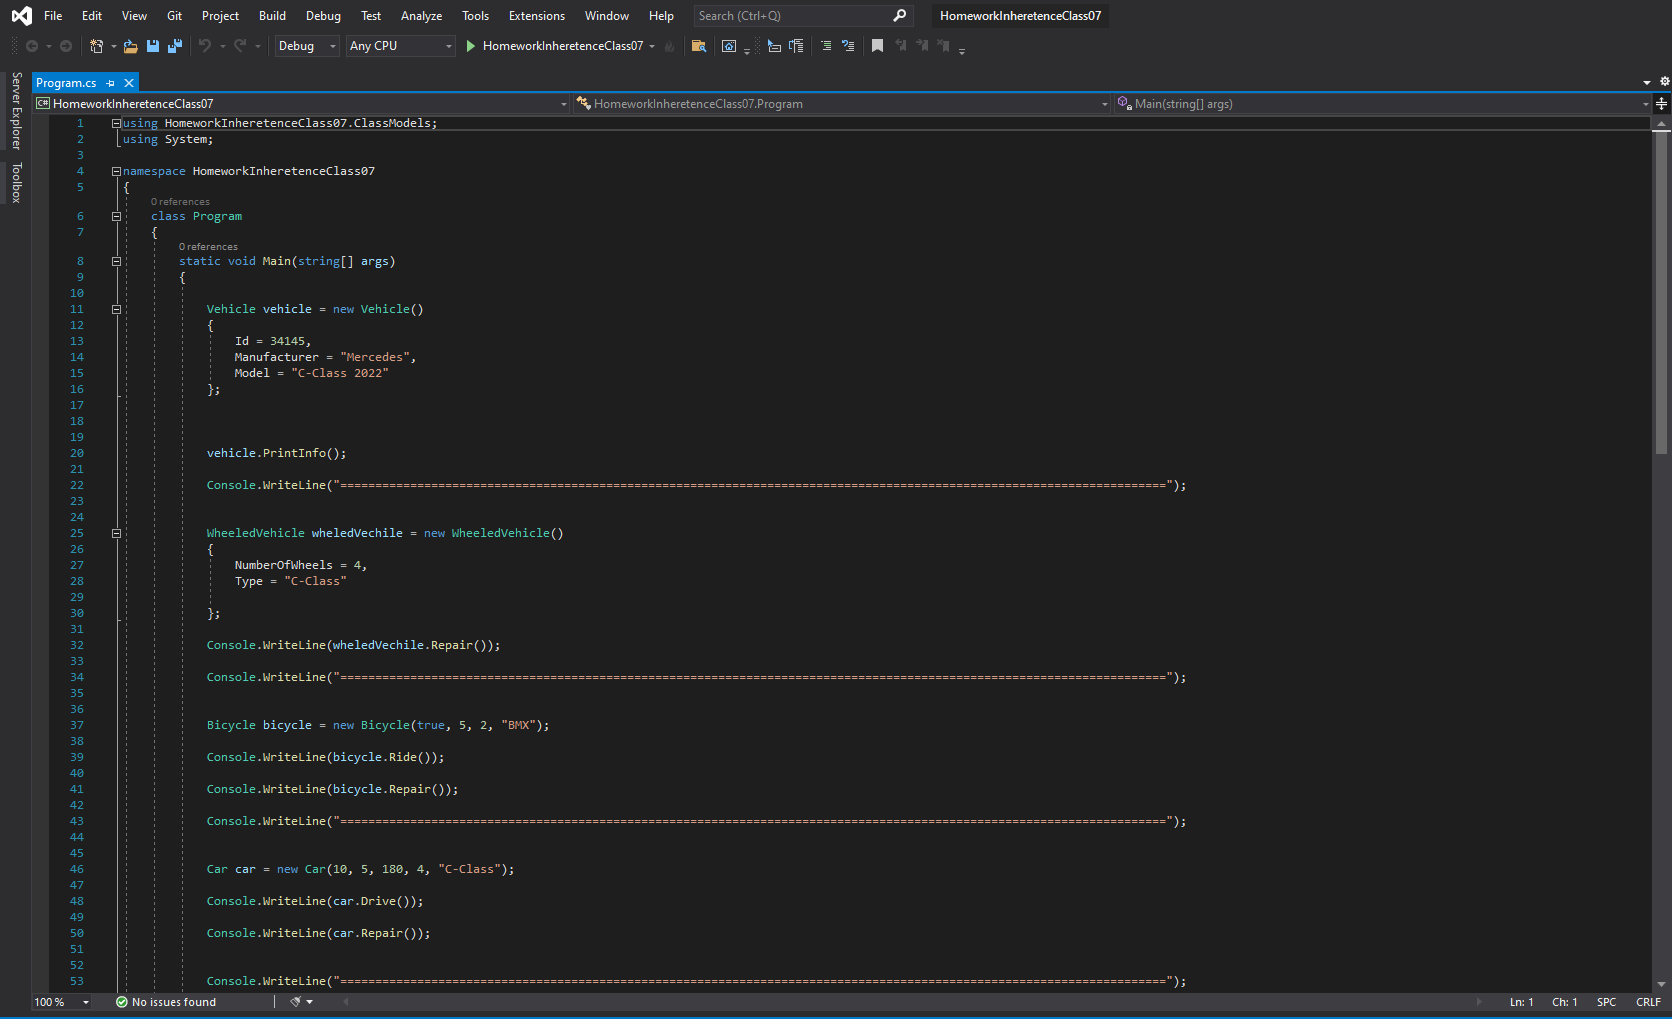 File Edit View Git Project Build Debug Test Analyze Tools Extensions Window Help Search (Ctrl+Q) HomeworkInheretenceClass07
Debug Any CPU HomeworkInheretenceClass07
Server Explorer
Toolbox
Program.cs
C# HomeworkInheretenceClass07 HomeworkInheretenceClass07.Program Main(string[] args)
1 using HomeworkInheretenceClass07.ClassModels;
2 using System;
3
4 namespace HomeworkInheretenceClass07
5 {
0 references
6 class Program
7 {
0 references
8 static void Main(string[] args)
9 {
10
11 Vehicle vehicle = new Vehicle()
12 {
13 Id = 34145,
14 Manufacturer = "Mercedes",
15 Model = "C-Class 2022"
16 };
17
18
19
20 vehicle.PrintInfo();
21
22 Console.WriteLine("======================================================================================================================");
23
24
25 WheeledVehicle wheledVechile = new WheeledVehicle()
26 {
27 NumberOfWheels = 4,
28 Type = "C-Class"
29
30 };
31
32 Console.WriteLine(wheledVechile.Repair());
33
34 Console.WriteLine("======================================================================================================================");
35
36
37 Bicycle bicycle = new Bicycle(true, 5, 2, "BMX");
38
39 Console.WriteLine(bicycle.Ride());
40
41 Console.WriteLine(bicycle.Repair());
42
43 Console.WriteLine("======================================================================================================================");
44
45
46 Car car = new Car(10, 5, 180, 4, "C-Class");
47
48 Console.WriteLine(car.Drive());
49
50 Console.WriteLine(car.Repair());
51
52
53 Console.WriteLine("======================================================================================================================");
100 % No issues found Ln: 1 Ch: 1 SPC CRLF